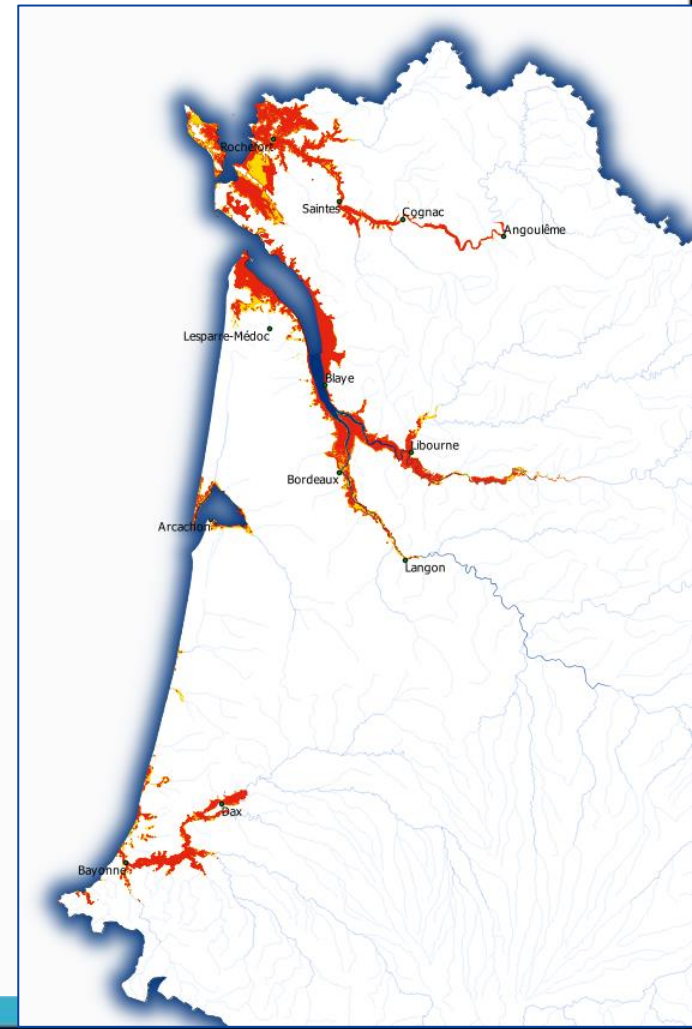 Rochefort
Saintes
Cognac
Angoulême
Lesparre-Médoc
Blaye
Libourne
Bordeaux
Arcachon
Langon
Dax
Bayonne